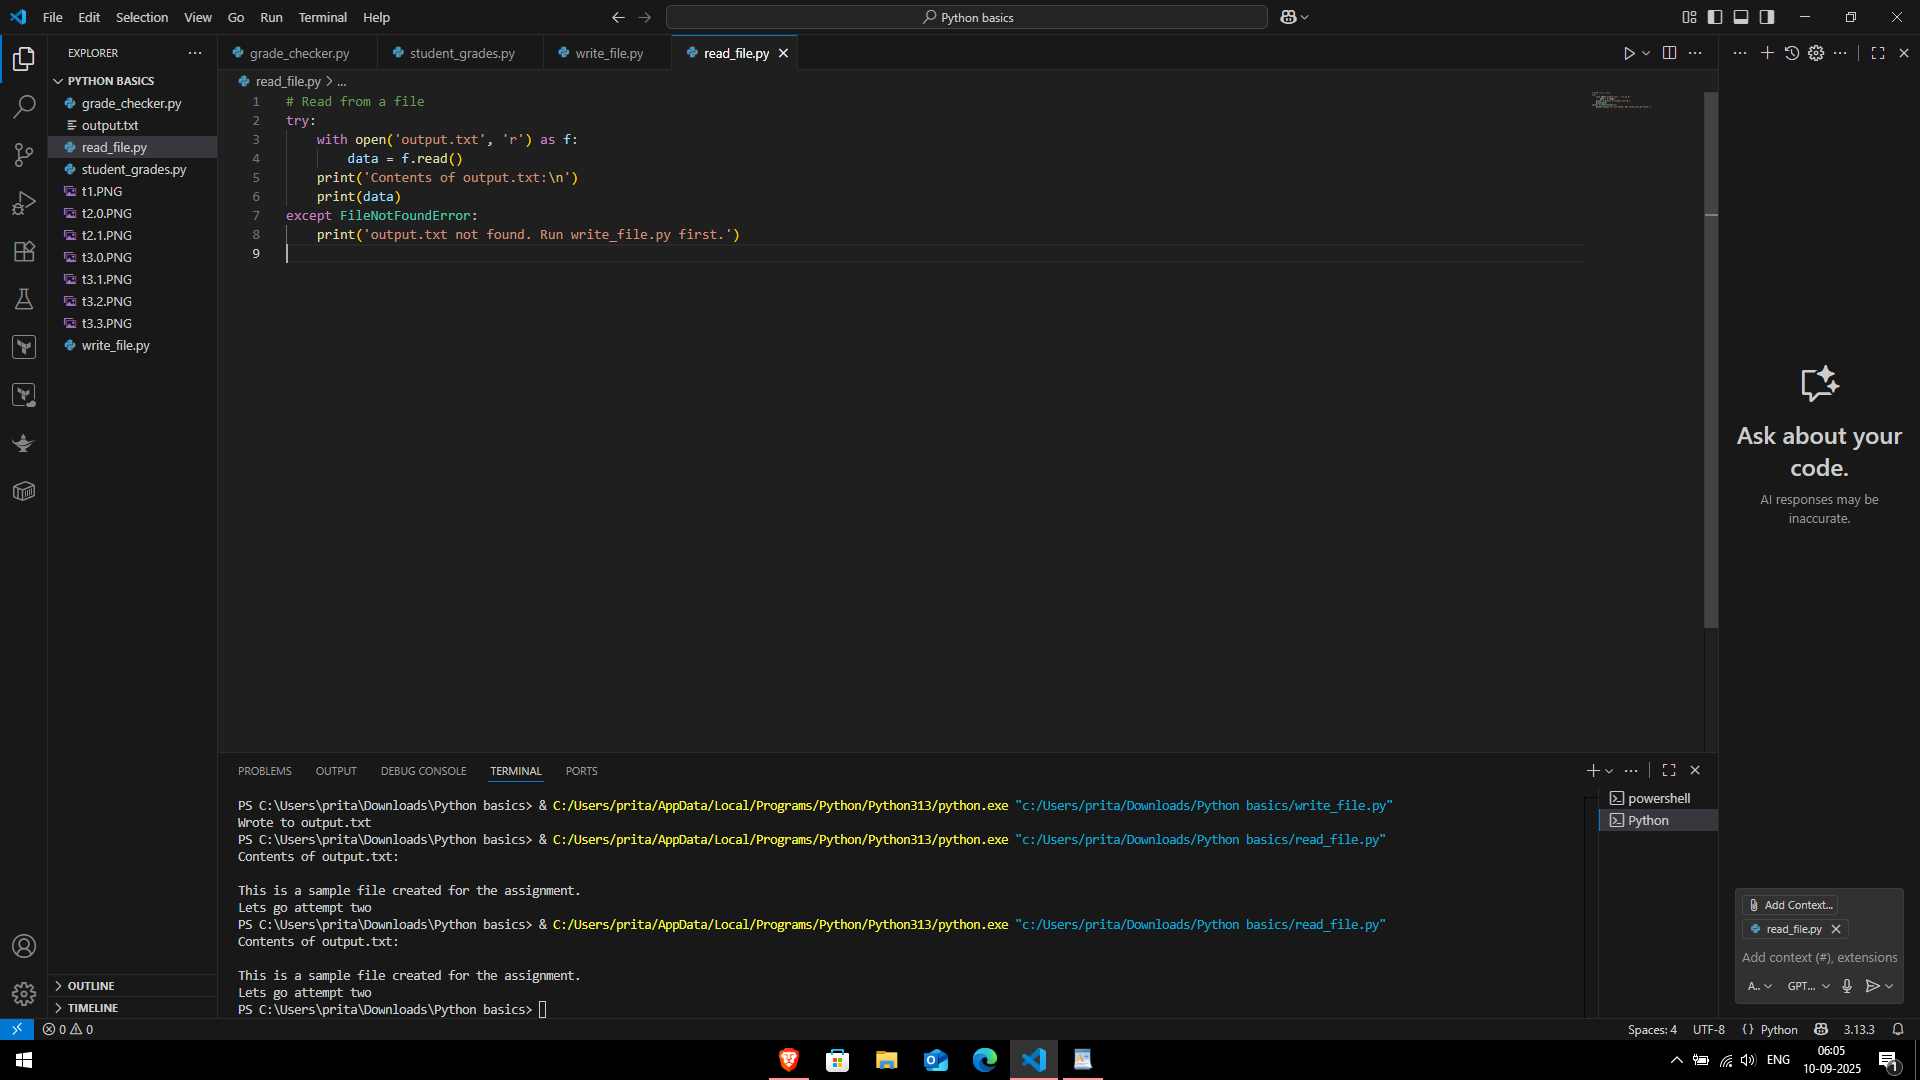 File Edit Selection View Go Run Terminal Help
Python basics
EXPLORER
PYTHON BASICS
grade_checker.py
output.txt
read_file.py
student_grades.py
t1.PNG
t2.0.PNG
t2.1.PNG
t3.0.PNG
t3.1.PNG
t3.2.PNG
t3.3.PNG
write_file.py
OUTLINE
TIMELINE
grade_checker.py student_grades.py write_file.py read_file.py
read_file.py > ...
1 # Read from a file
2 try:
3     with open('output.txt', 'r') as f:
4         data = f.read()
5     print('Contents of output.txt:\n')
6     print(data)
7 except FileNotFoundError:
8     print('output.txt not found. Run write_file.py first.')
9
PROBLEMS OUTPUT DEBUG CONSOLE TERMINAL PORTS
PS C:\Users\prita\Downloads\Python basics> & C:/Users/prita/AppData/Local/Programs/Python/Python313/python.exe "c:/Users/prita/Downloads/Python basics/write_file.py"
Wrote to output.txt
PS C:\Users\prita\Downloads\Python basics> & C:/Users/prita/AppData/Local/Programs/Python/Python313/python.exe "c:/Users/prita/Downloads/Python basics/read_file.py"
Contents of output.txt:

This is a sample file created for the assignment.
Lets go attempt two
PS C:\Users\prita\Downloads\Python basics> & C:/Users/prita/AppData/Local/Programs/Python/Python313/python.exe "c:/Users/prita/Downloads/Python basics/read_file.py"
Contents of output.txt:

This is a sample file created for the assignment.
Lets go attempt two
PS C:\Users\prita\Downloads\Python basics>
powershell
Python
Ask about your
code.
AI responses may be
inaccurate.
Add Context...
read_file.py
Add context (#), extensions
A.. GPT...
0 0
Spaces: 4 UTF-8 {} Python 3.13.3
ENG
06:05
10-09-2025
1